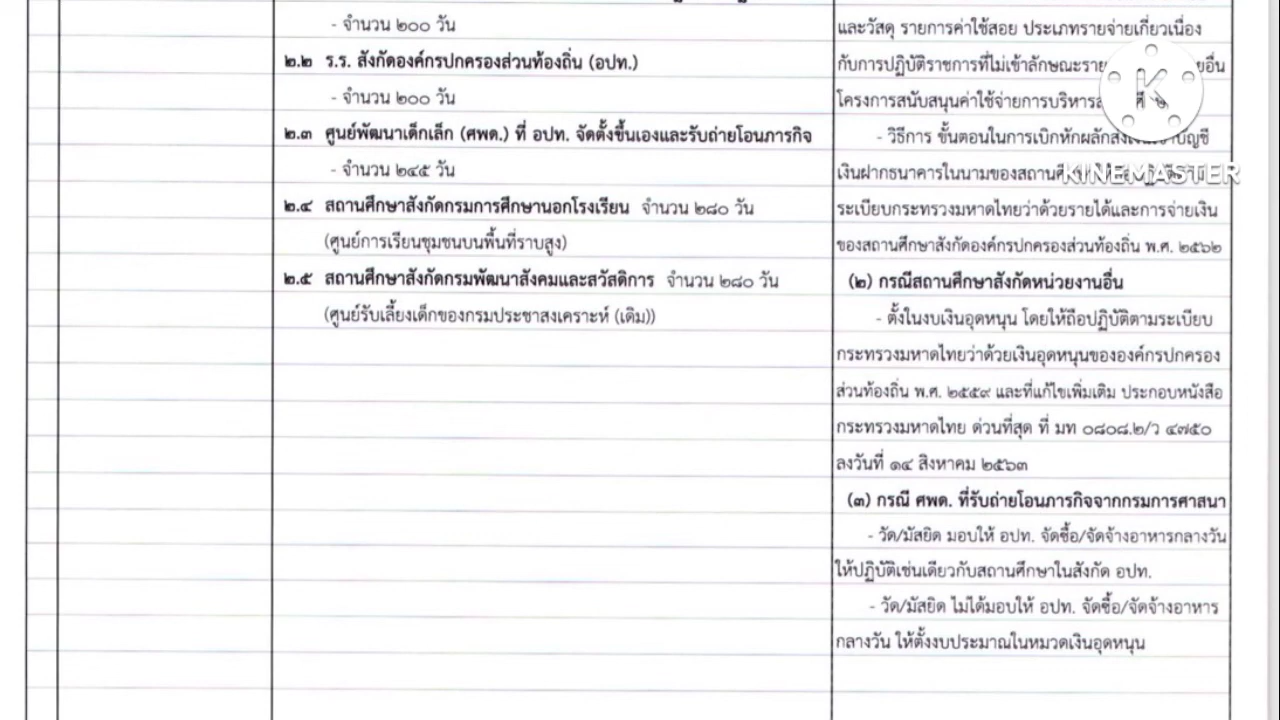 - จำนวน ๒๐๐ วัน
๒.๒ ร.ร. สังกัดองค์กรปกครองส่วนท้องถิ่น (อปท.)
- จำนวน ๒๐๐ วัน
๒.๓ ศูนย์พัฒนาเด็กเล็ก (ศพด.) ที่ อปท. จัดตั้งขึ้นเองและรับถ่ายโอนภารกิจ
- จำนวน ๒๔๕ วัน
๒.๔ สถานศึกษาสังกัดกรมการศึกษานอกโรงเรียน จำนวน ๒๘๐ วัน
(ศูนย์การเรียนชุมชนบนพื้นที่ราบสูง)
๒.๕ สถานศึกษาสังกัดกรมพัฒนาสังคมและสวัสดิการ จำนวน ๒๘๐ วัน
(ศูนย์รับเลี้ยงเด็กของกรมประชาสงเคราะห์ (เดิม))
และวัสดุ รายการค่าใช้สอย ประเภทรายจ่ายเกี่ยวเนื่อง
กับการปฏิบัติราชการที่ไม่เข้าลักษณะราย
โครงการสนับสนุนค่าใช้จ่ายการบริหาร
- วิธีการ ขั้นตอนในการเบิกหักผลักส่ง
เงินฝากธนาคารในนามของสถาน
ระเบียบกระทรวงมหาดไทยว่าด้วยรายได้และการจ่ายเงิน
ของสถานศึกษาสังกัดองค์กรปกครองส่วนท้องถิ่น พ.ศ. ๒๕๖๒
(๒) กรณีสถานศึกษาสังกัดหน่วยงานอื่น
- ตั้งในงบเงินอุดหนุน โดยให้ถือปฏิบัติตามระเบียบ
กระทรวงมหาดไทยว่าด้วยเงินอุดหนุนขององค์กรปกครอง
ส่วนท้องถิ่น พ.ศ. ๒๕๕๙ และที่แก้ไขเพิ่มเติม ประกอบหนังสือ
กระทรวงมหาดไทย ด่วนที่สุด ที่ มท ๐๘๐๘.๒/ว ๔๗๕๐
ลงวันที่ ๑๔ สิงหาคม ๒๕๖๓
(๓) กรณี ศพด. ที่รับถ่ายโอนภารกิจจากกรมการศาสนา
- วัด/มัสยิด มอบให้ อปท. จัดซื้อ/จัดจ้างอาหารกลางวัน
ให้ปฏิบัติเช่นเดียวกับสถานศึกษาในสังกัด อปท.
- วัด/มัสยิด ไม่ได้มอบให้ อปท. จัดซื้อ/จัดจ้างอาหาร
กลางวัน ให้ตั้งงบประมาณในหมวดเงินอุดหนุน
K
KINEMASTER